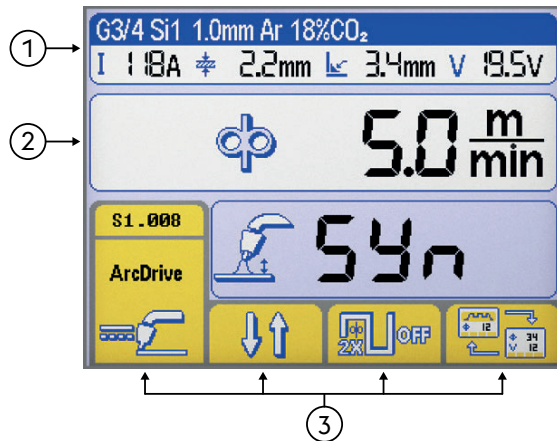 G3/4 Si1 1.0mm Ar 18%CO₂
1
I 118A 2.2mm 3.4mm V 19.5V
2
5.0 m/min
S1.008
Syn
ArcDrive
2X OFF
12
34
V 12
3